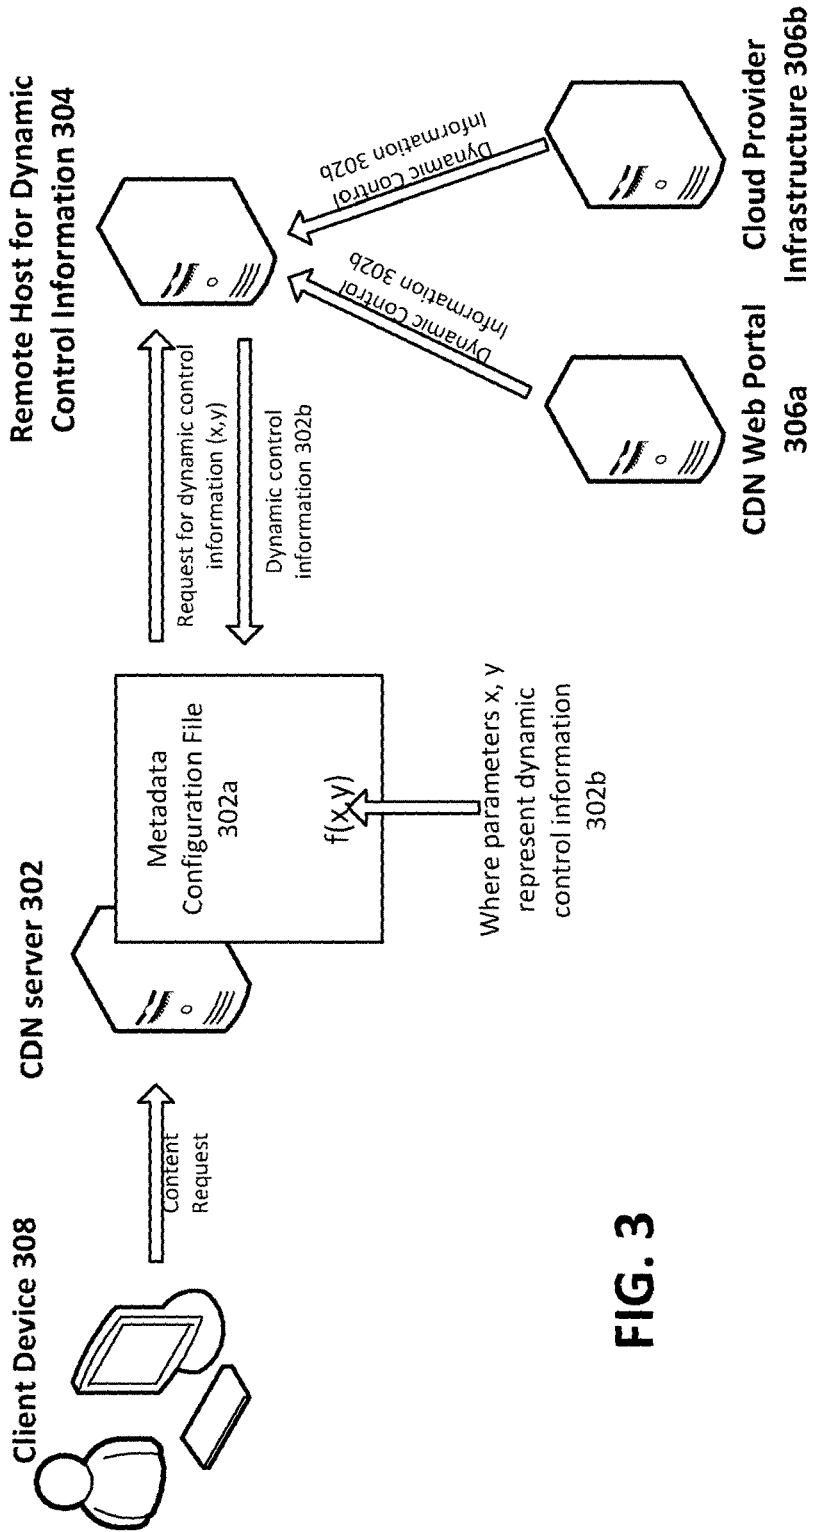 Client Device 308
Content
Request
CDN server 302
Metadata
Configuration File
302a
f(x,y)
Where parameters x, y
represent dynamic
control information
302b
Request for dynamic control
information (x,y)
Dynamic control
information 302b
Remote Host for Dynamic
Control Information 304
Dynamic Control
Information 302b
Dynamic Control
Information 302b
CDN Web Portal
306a
Cloud Provider
Infrastructure 306b
FIG. 3